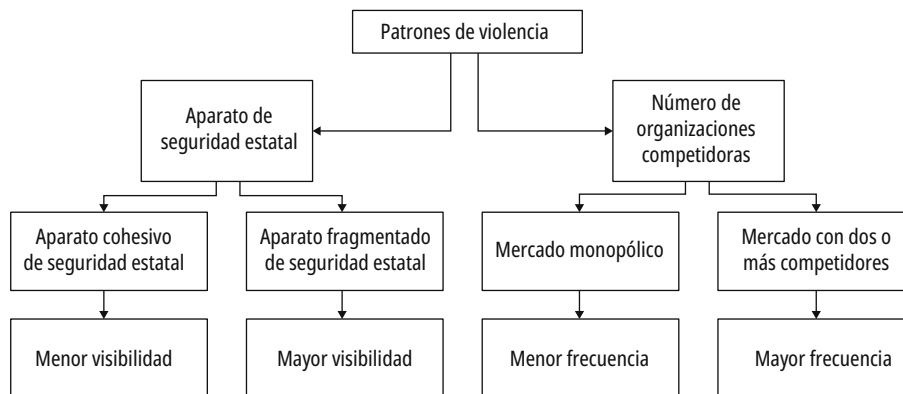 Patrones de violencia
Aparato de
seguridad estatal
Número de
organizaciones
competidoras
Aparato cohesivo
de seguridad estatal
Aparato fragmentado
de seguridad estatal
Mercado monopólico
Mercado con dos o
más competidores
Menor visibilidad
Mayor visibilidad
Menor frecuencia
Mayor frecuencia